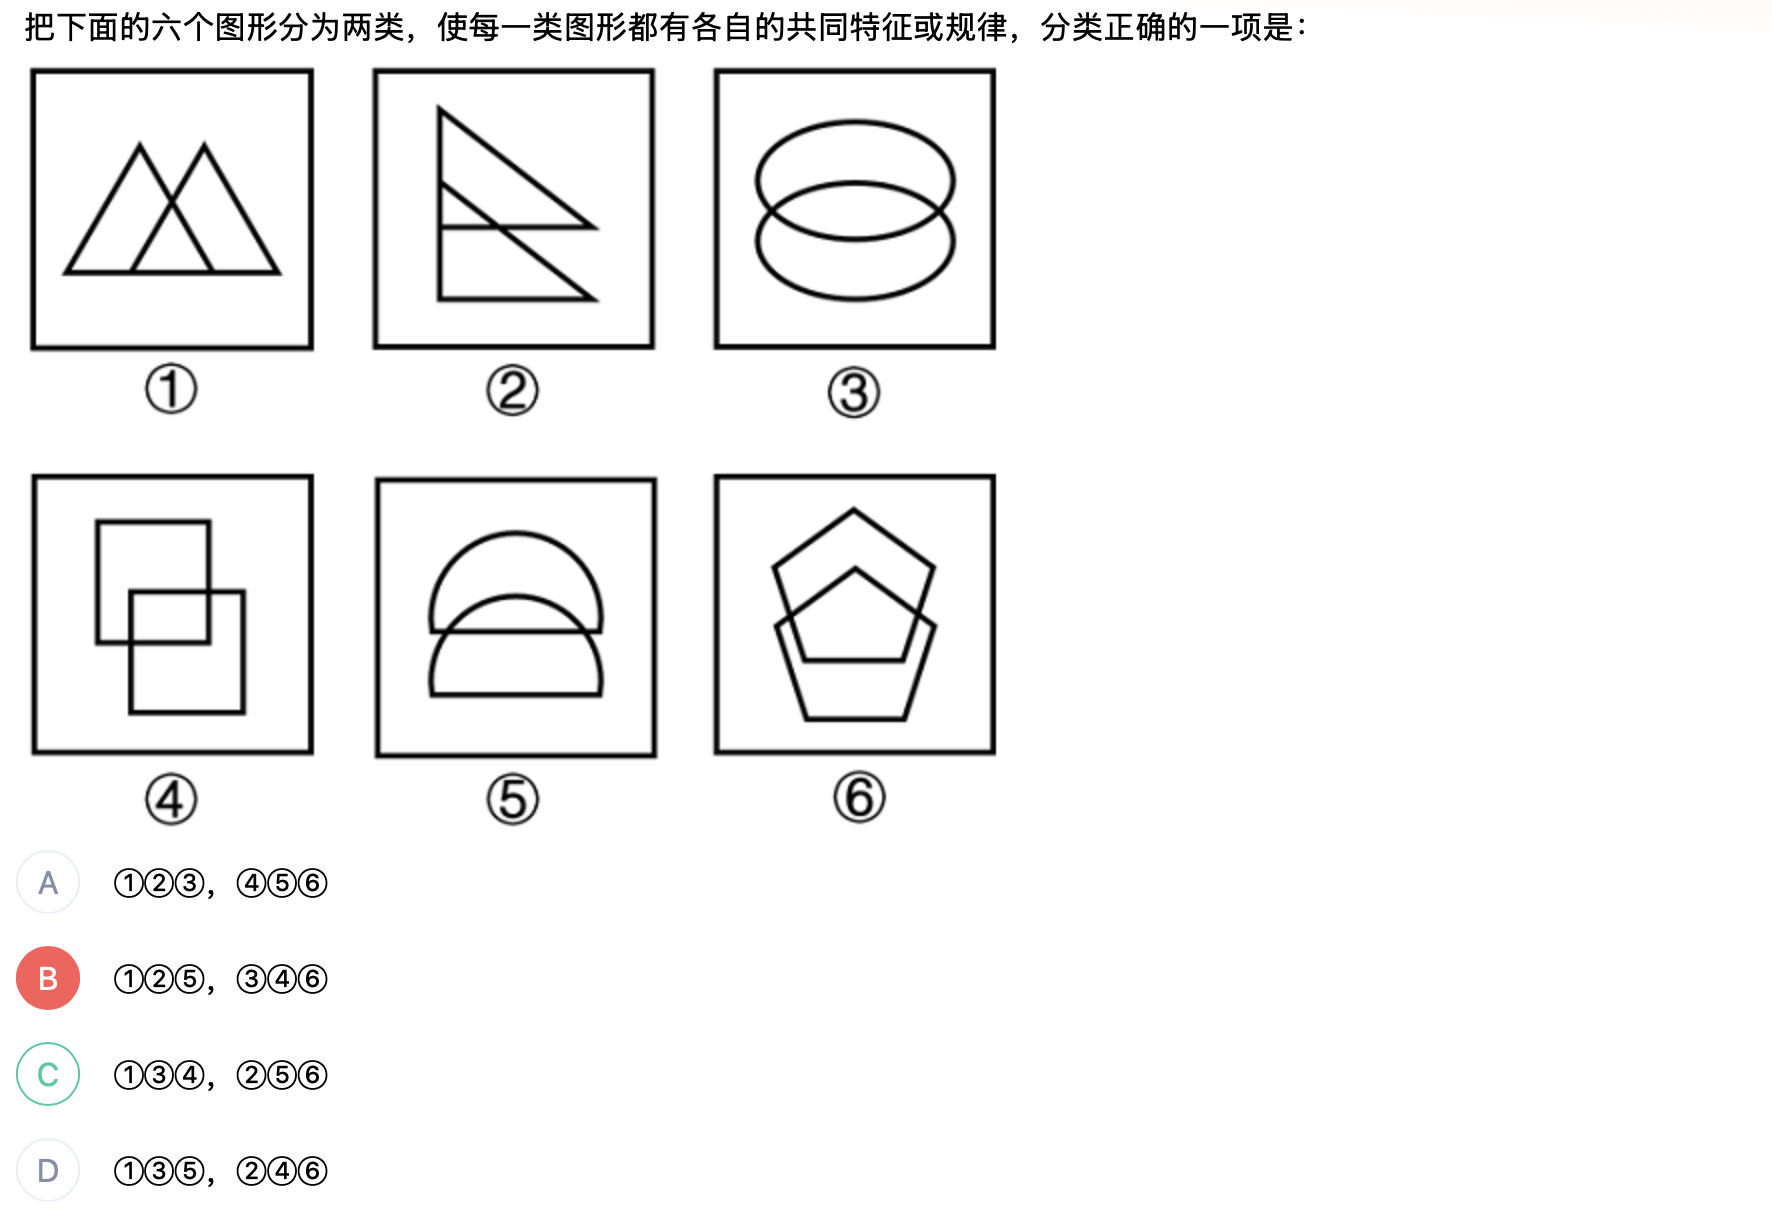 把下面的六个图形分为两类，使每一类图形都有各自的共同特征或规律，分类正确的一项是：
① ② ③
④ ⑤ ⑥
A ①②③，④⑤⑥
B ①②⑤，③④⑥
C ①③④，②⑤⑥
D ①③⑤，②④⑥